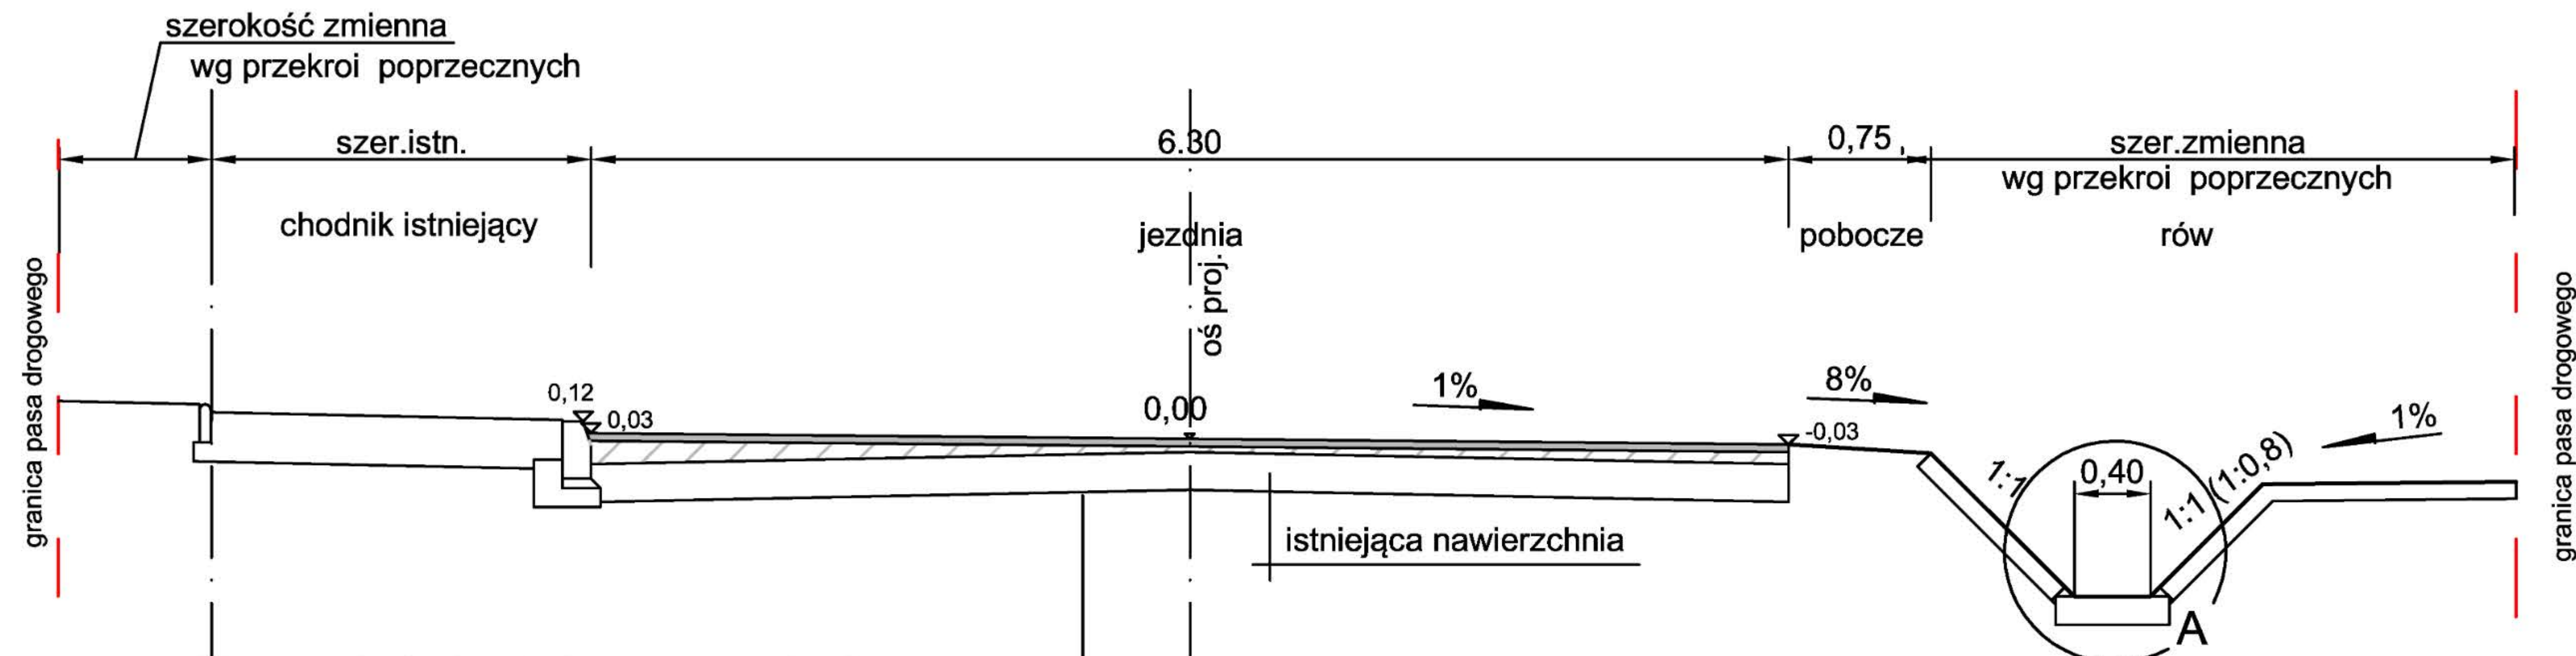 szerokość zmienna
wg przekroi poprzecznych
szer.istn.
6.30
0,75
szer.zmienna
wg przekroi poprzecznych
chodnik istniejący
jezdnia
pobocze
rów
granica pasa drogowego
oś proj.
granica pasa drogowego
0,12
0,03
0,00
1%
8%
-0,03
1%
1:1
0,40
1:1 (1:0,8)
istniejąca nawierzchnia
A